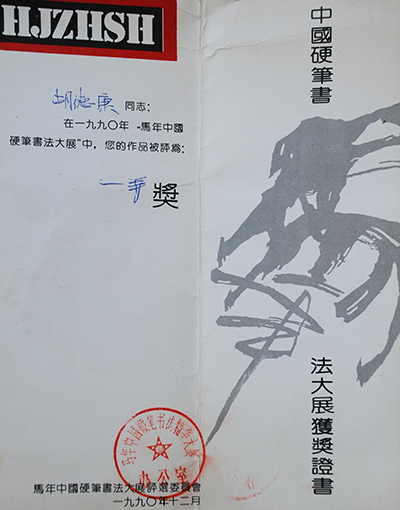 HJZHSH
胡德康 同志:
在一九九〇年 -馬年中國
硬筆書法大展"中, 您的作品被評為:
一等 獎
馬年中國硬筆書法大展評選委員會
一九九〇年十二月
中國硬筆書
法大展獲獎證書
办公室